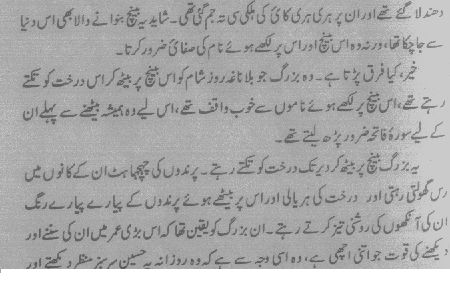 دھندلا گئے تھے اور ان پر ہری ہری کائی کی ہلکی سی تہ جم گئی تھی۔ شاید یہ بینچ بنوانے والا بھی اس دنیا
سے جا چکا تھا، ورنہ وہ اس بینچ اور اس پر لکھے ہوئے نام کی صفائی ضرور کرتا۔
خیر، کیا فرق پڑتا ہے۔ وہ بزرگ جو بلا ناغہ روز شام کو اس بینچ پر بیٹھ کر اس درخت کو تکتے
رہتے تھے، اس بینچ پر لکھے ہوئے ناموں سے خوب واقف تھے، اس لیے وہ ہمیشہ بیٹھنے سے پہلے ان
کے لیے سورۂ فاتحہ ضرور پڑھ لیتے تھے۔
یہ بزرگ بینچ پر بیٹھ کر دیر تک درخت کو تکتے رہتے۔ پرندوں کی چہچہاہٹ ان کے کانوں میں
رس گھولتی رہتی اور درخت کی ہریالی اور اس پر بیٹھے ہوئے پرندوں کے پیارے پیارے رنگ
ان کی آنکھوں کی روشنی تیز کرتے رہتے۔ ان بزرگ کو یقین تھا کہ اس بڑی عمر میں ان کی سننے اور
دیکھنے کی قوت جو اتنی اچھی ہے، وہ اسی وجہ سے ہے کہ وہ روزانہ یہ حسین سرسبز منظر دیکھتے اور